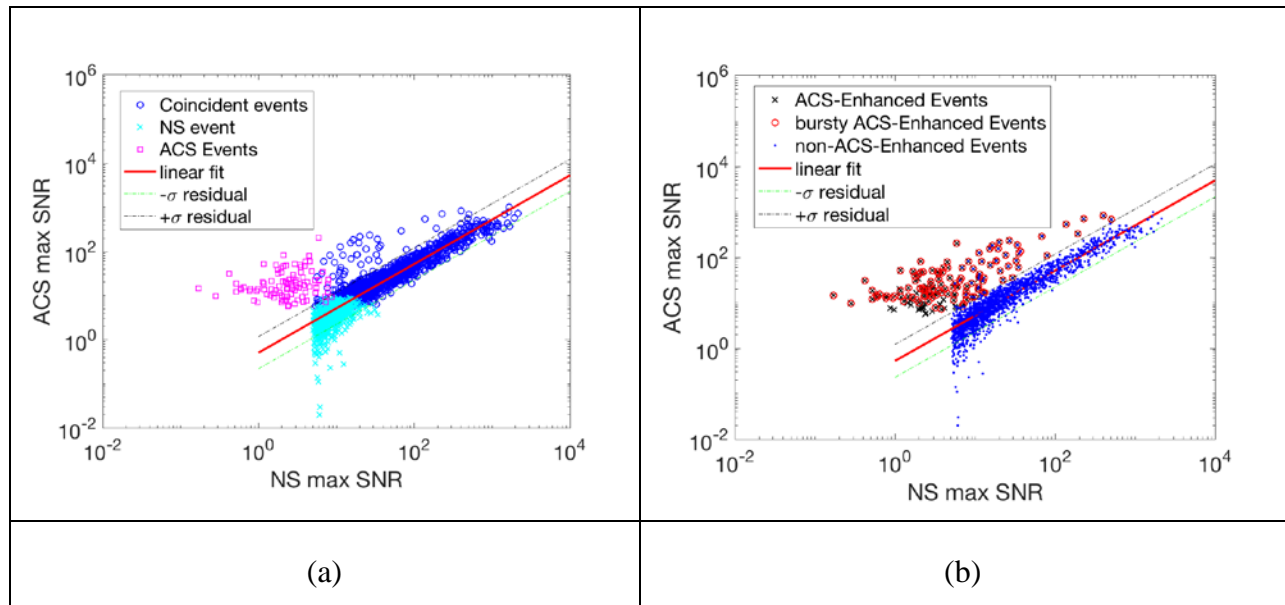 10^6
10^4
10^2
10^0
10^-2
ACS max SNR
Coincident events
NS event
ACS Events
linear fit
-σ residual
+σ residual
10^-2 10^0 10^2 10^4
NS max SNR
(a)
10^6
10^4
10^2
10^0
10^-2
ACS max SNR
ACS-Enhanced Events
bursty ACS-Enhanced Events
non-ACS-Enhanced Events
linear fit
-σ residual
+σ residual
10^-2 10^0 10^2 10^4
NS max SNR
(b)